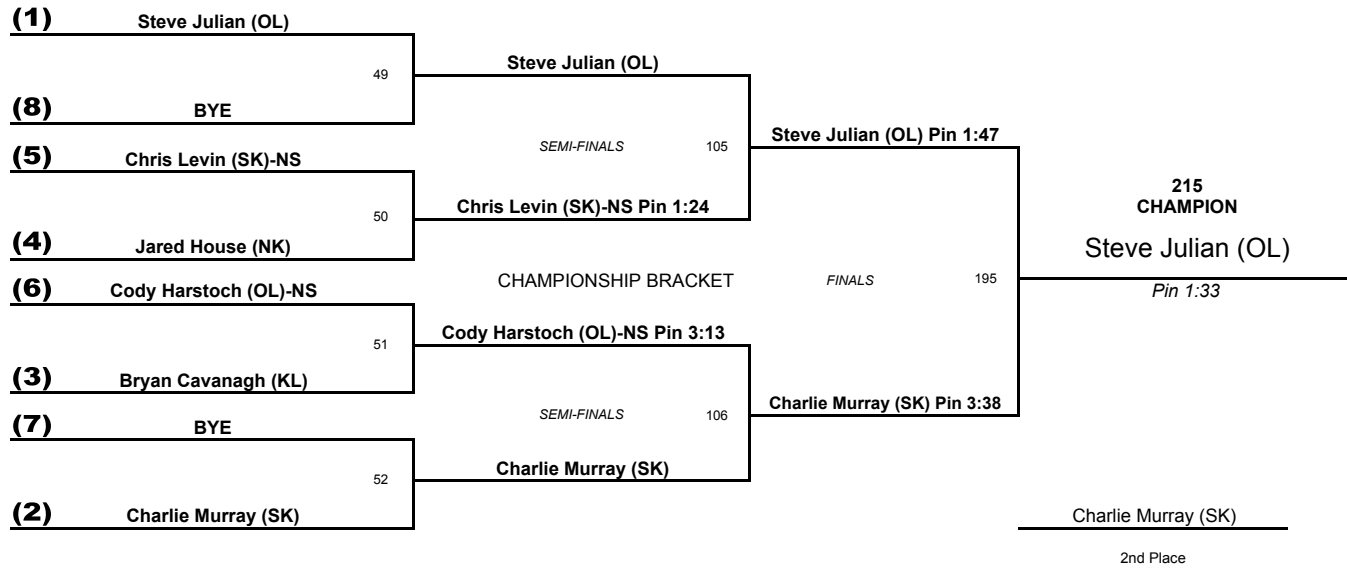 (1) Steve Julian (OL)
Steve Julian (OL)
49
(8) BYE
Steve Julian (OL) Pin 1:47
SEMI-FINALS 105
(5) Chris Levin (SK)-NS
215
CHAMPION
Chris Levin (SK)-NS Pin 1:24
50
(4) Jared House (NK)
Steve Julian (OL)
CHAMPIONSHIP BRACKET FINALS 195
(6) Cody Harstoch (OL)-NS
Pin 1:33
Cody Harstoch (OL)-NS Pin 3:13
51
(3) Bryan Cavanagh (KL)
Charlie Murray (SK) Pin 3:38
SEMI-FINALS 106
(7) BYE
Charlie Murray (SK)
52
(2) Charlie Murray (SK)
Charlie Murray (SK)
2nd Place